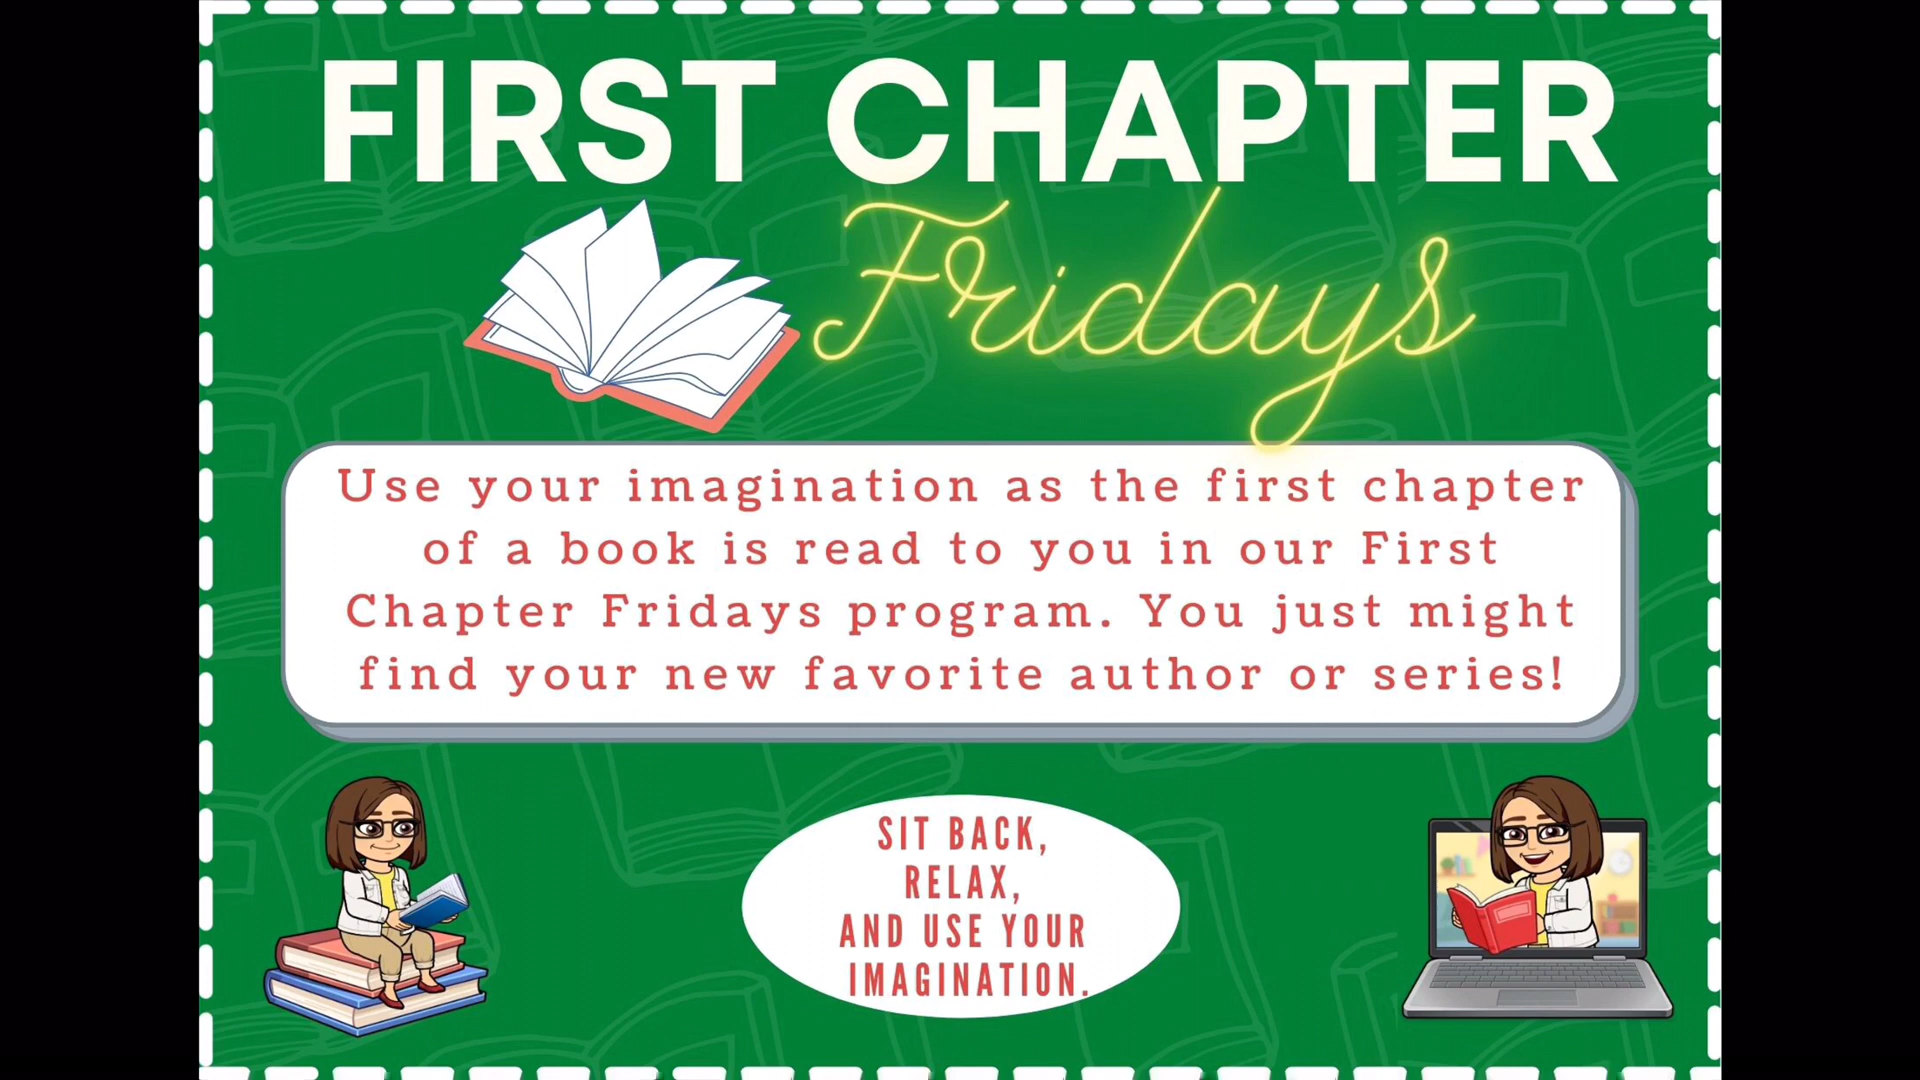 FIRST CHAPTER
Fridays
Use your imagination as the first chapter
of a book is read to you in our First
Chapter Fridays program. You just might
find your new favorite author or series!
SIT BACK,
RELAX,
AND USE YOUR
IMAGINATION.